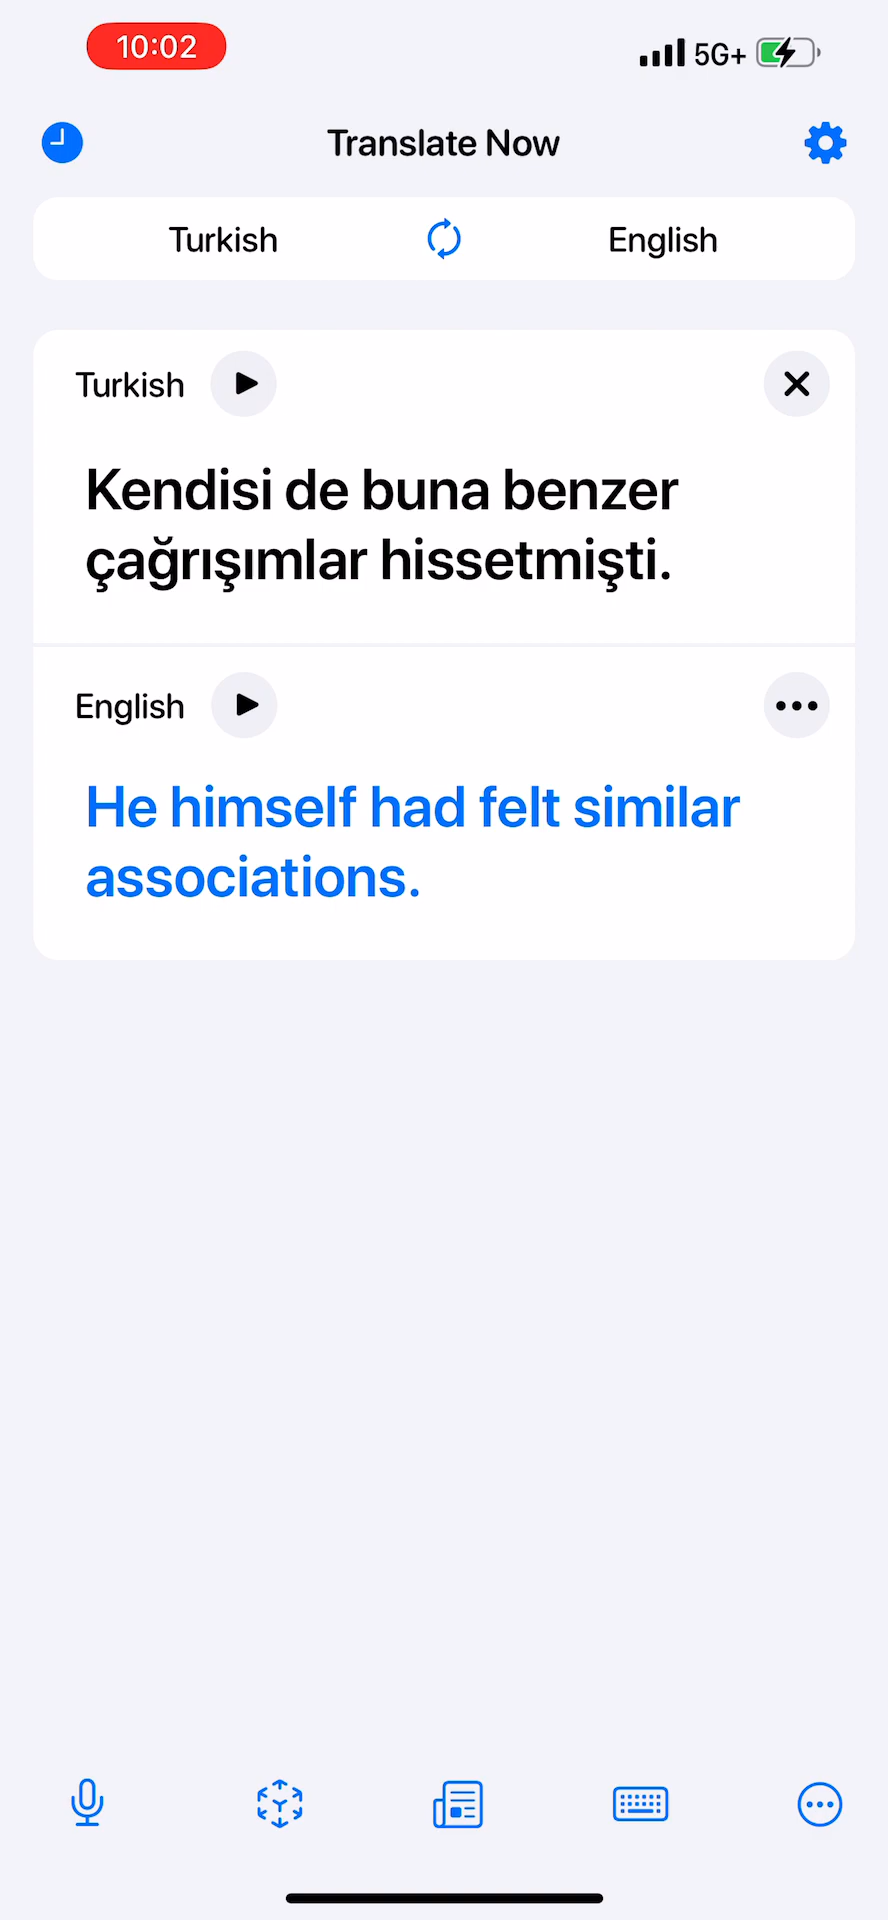 10:02 5G+
Translate Now
Turkish English
Turkish
Kendisi de buna benzer
çağrışımlar hissetmişti.
English
He himself had felt similar
associations.